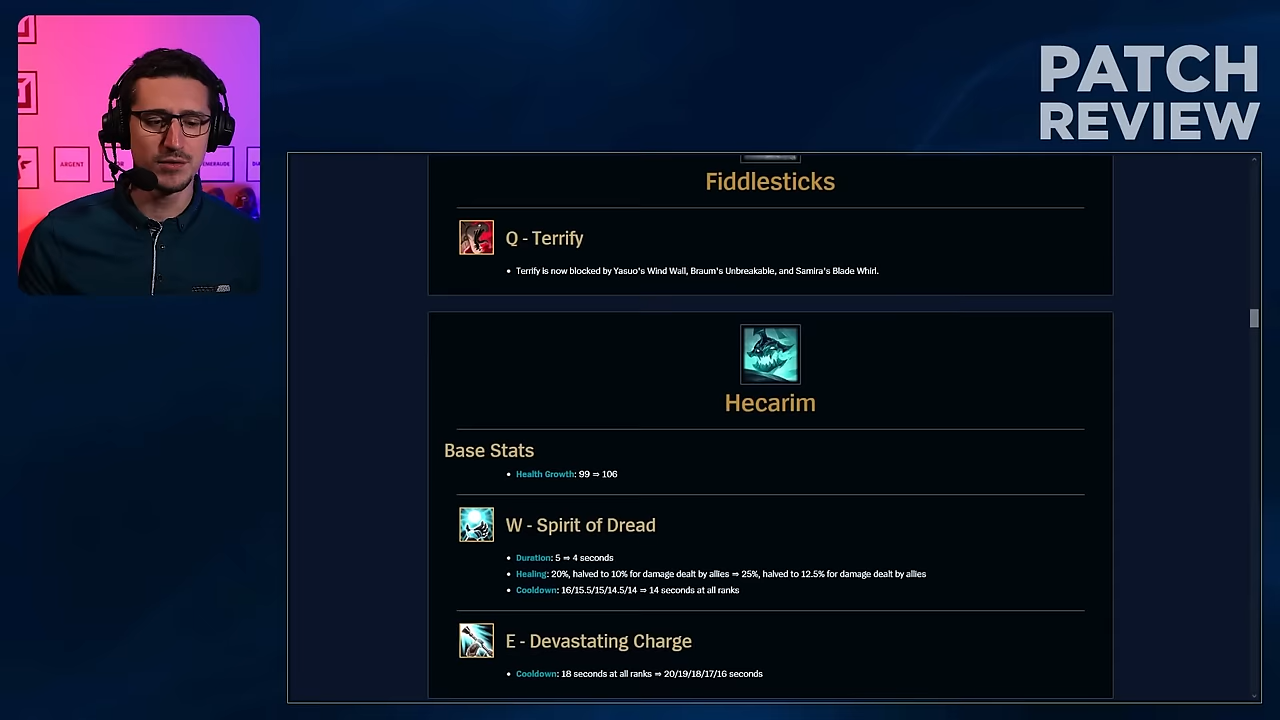 PATCH
REVIEW
ARGENT
Fiddlesticks
Q - Terrify
• Terrify is now blocked by Yasuo's Wind Wall, Braum's Unbreakable, and Samira's Blade Whirl.
Hecarim
Base Stats
• Health Growth: 99 ⇒ 106
W - Spirit of Dread
• Duration: 5 ⇒ 4 seconds
• Healing: 20%, halved to 10% for damage dealt by allies ⇒ 25%, halved to 12.5% for damage dealt by allies
• Cooldown: 16/15.5/15/14.5/14 ⇒ 14 seconds at all ranks
E - Devastating Charge
• Cooldown: 18 seconds at all ranks ⇒ 20/19/18/17/16 seconds